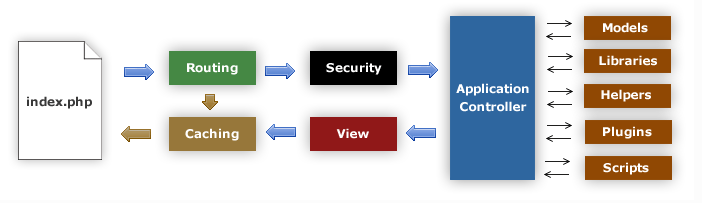 index.php
Routing
Security
Caching
View
Application
Controller
Models
Libraries
Helpers
Plugins
Scripts